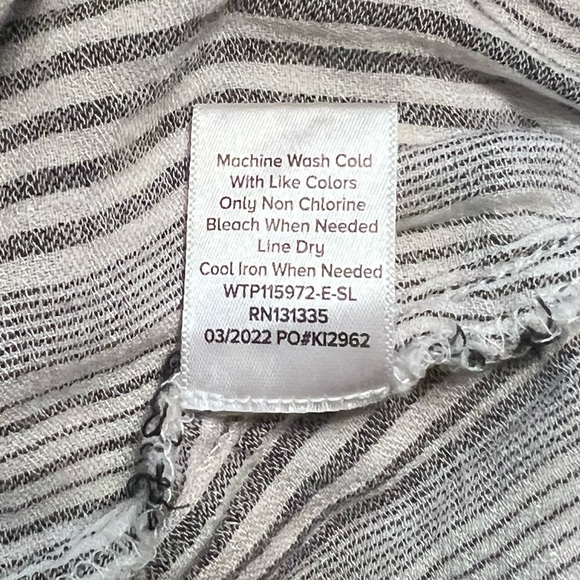 Machine Wash Cold
With Like Colors
Only Non Chlorine
Bleach When Needed
Line Dry
Cool Iron When Needed
WTP115972-E-SL
RN131335
03/2022 PO#KI2962